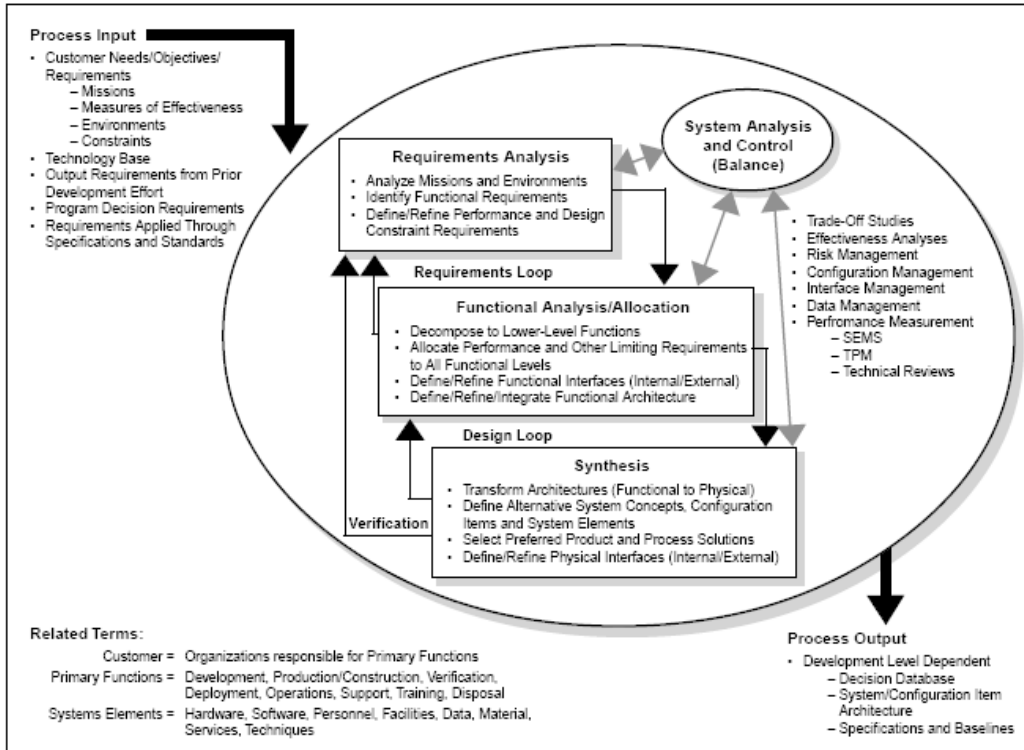 Process Input
• Customer Needs/Objectives/
Requirements
– Missions
– Measures of Effectiveness
– Environments
– Constraints
• Technology Base
• Output Requirements from Prior
Development Effort
• Program Decision Requirements
• Requirements Applied Through
Specifications and Standards
System Analysis
and Control
(Balance)
Requirements Analysis
• Analyze Missions and Environments
• Identify Functional Requirements
• Define/Refine Performance and Design
Constraint Requirements
• Trade-Off Studies
• Effectiveness Analyses
• Risk Management
• Configuration Management
• Interface Management
• Data Management
• Perfromance Measurement
– SEMS
– TPM
– Technical Reviews
Requirements Loop
Functional Analysis/Allocation
• Decompose to Lower-Level Functions
• Allocate Performance and Other Limiting Requirements
to All Functional Levels
• Define/Refine Functional Interfaces (Internal/External)
• Define/Refine/Integrate Functional Architecture
Design Loop
Synthesis
• Transform Architectures (Functional to Physical)
• Define Alternative System Concepts, Configuration
Items and System Elements
• Select Preferred Product and Process Solutions
• Define/Refine Physical Interfaces (Internal/External)
Verification
Related Terms:
Customer = Organizations responsible for Primary Functions
Primary Functions = Development, Production/Construction, Verification,
Deployment, Operations, Support, Training, Disposal
Systems Elements = Hardware, Software, Personnel, Facilities, Data, Material,
Services, Techniques
Process Output
• Development Level Dependent
– Decision Database
– System/Configuration Item
Architecture
– Specifications and Baselines